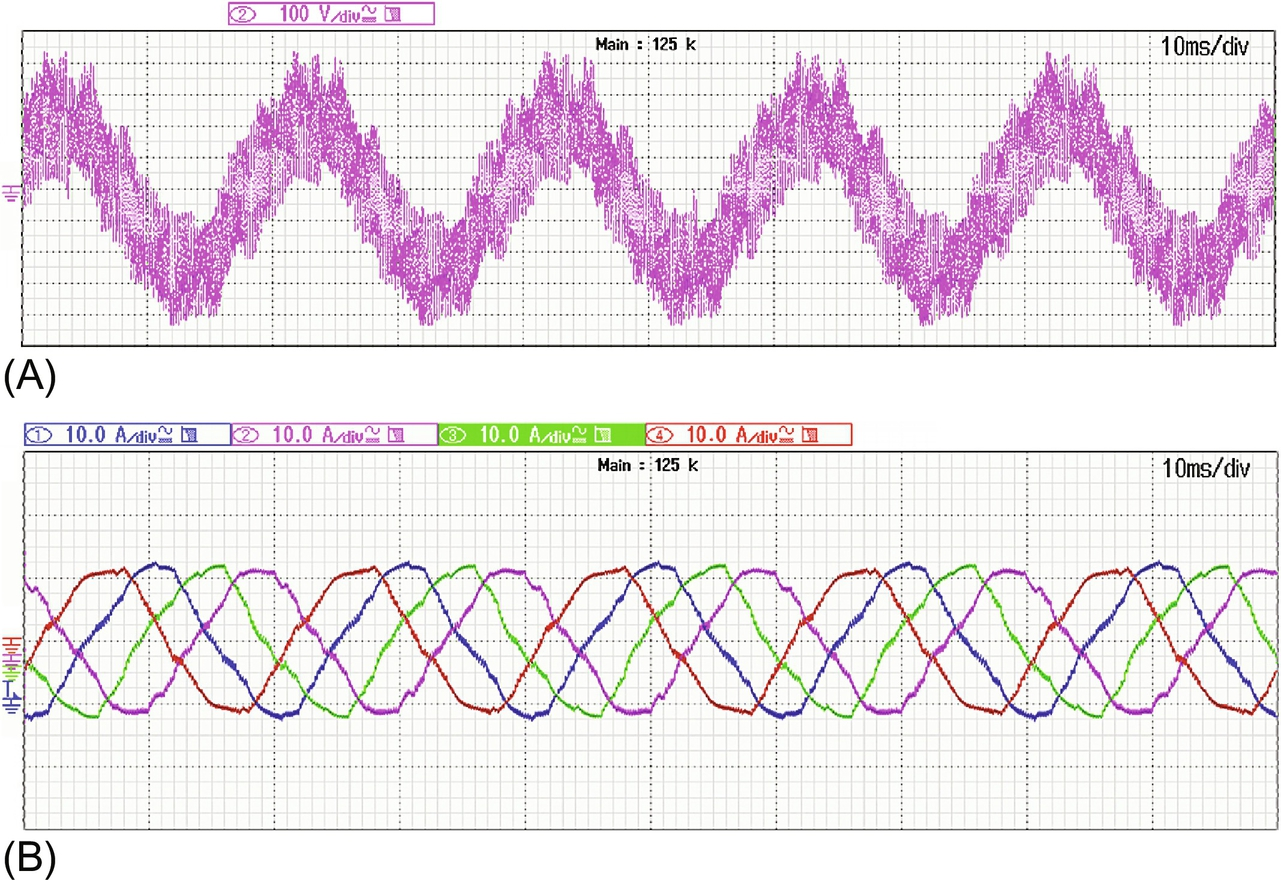 ② 100 V/div
Main : 125 k 10ms/div
(A)
① 10.0 A/div ② 10.0 A/div ③ 10.0 A/div ④ 10.0 A/div
Main : 125 k 10ms/div
(B)